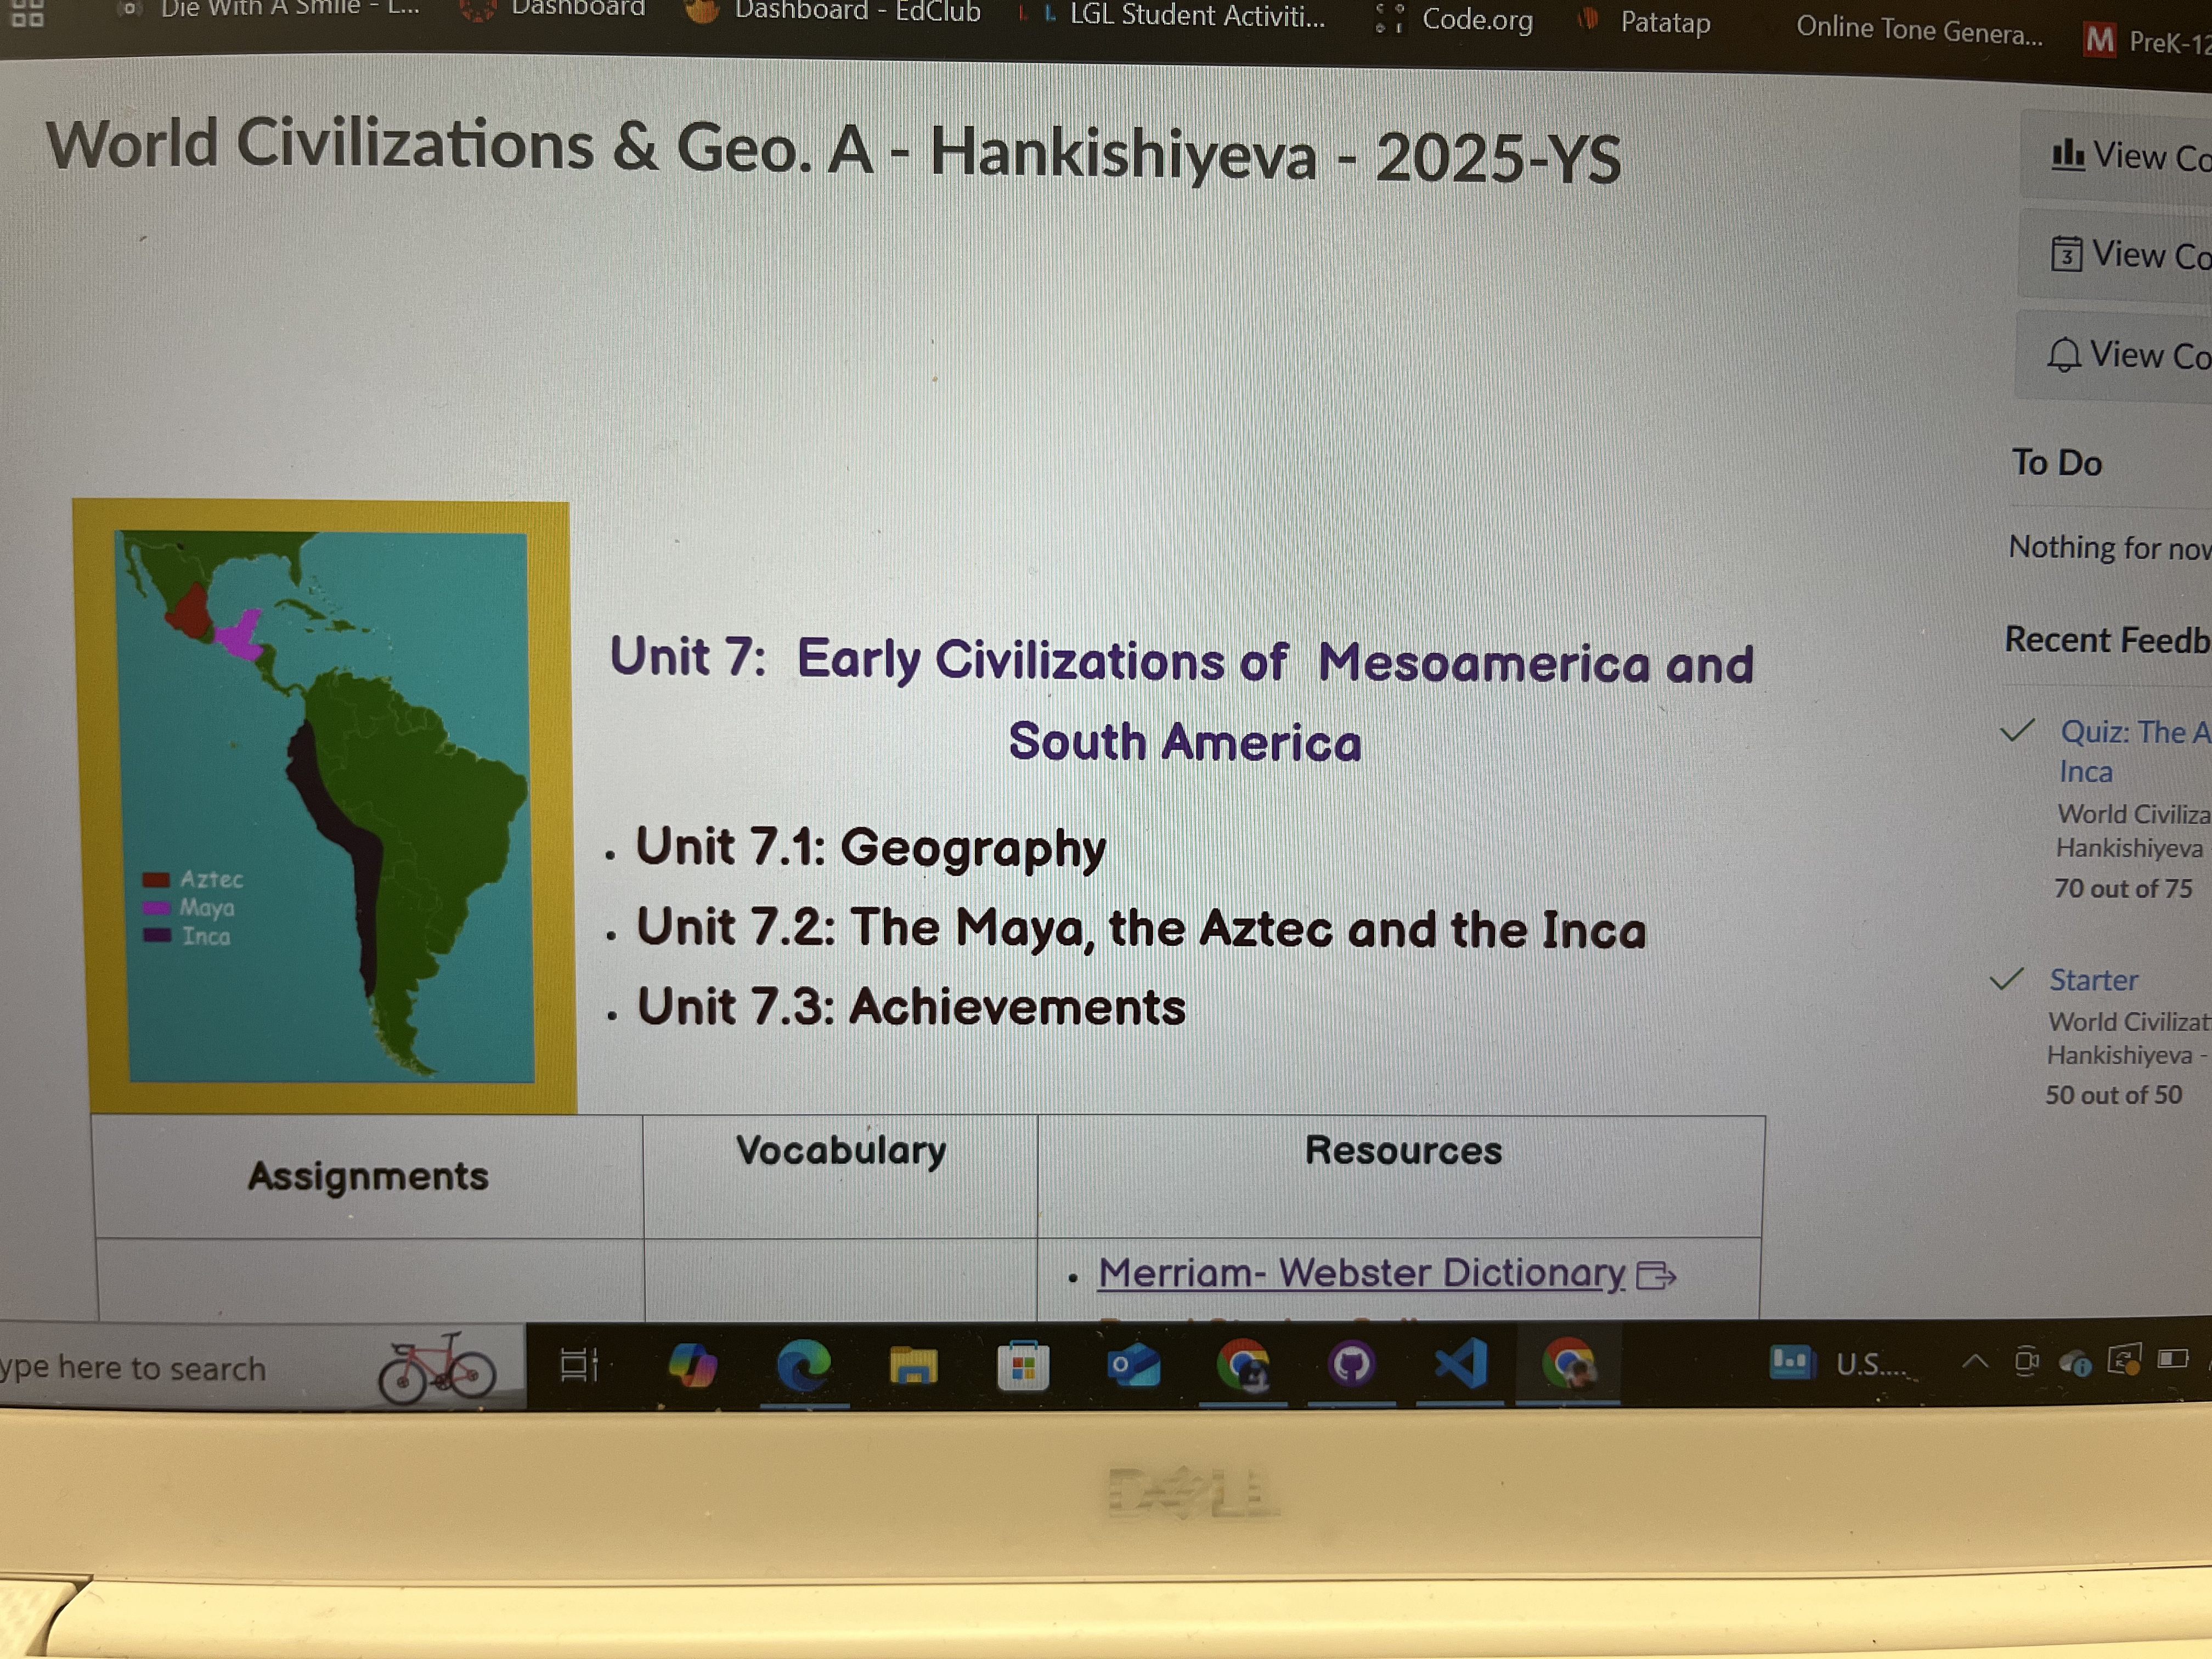 Die With A Smile - L...
Dashboard
Dashboard - EdClub
LGL Student Activiti...
Code.org
Patatap
Online Tone Genera...
PreK-12
World Civilizations & Geo. A - Hankishiyeva - 2025-YS
View Co
3 View Co
View Co
To Do
Nothing for now
Recent Feedb
Quiz: The A
Inca
World Civiliza
Hankishiyeva
70 out of 75
Starter
World Civilizat
Hankishiyeva -
50 out of 50
Aztec
Maya
Inca
Unit 7: Early Civilizations of Mesoamerica and
South America
• Unit 7.1: Geography
• Unit 7.2: The Maya, the Aztec and the Inca
• Unit 7.3: Achievements
Assignments
Vocabulary
Resources
• Merriam- Webster Dictionary
ype here to search
U.S....
DELL